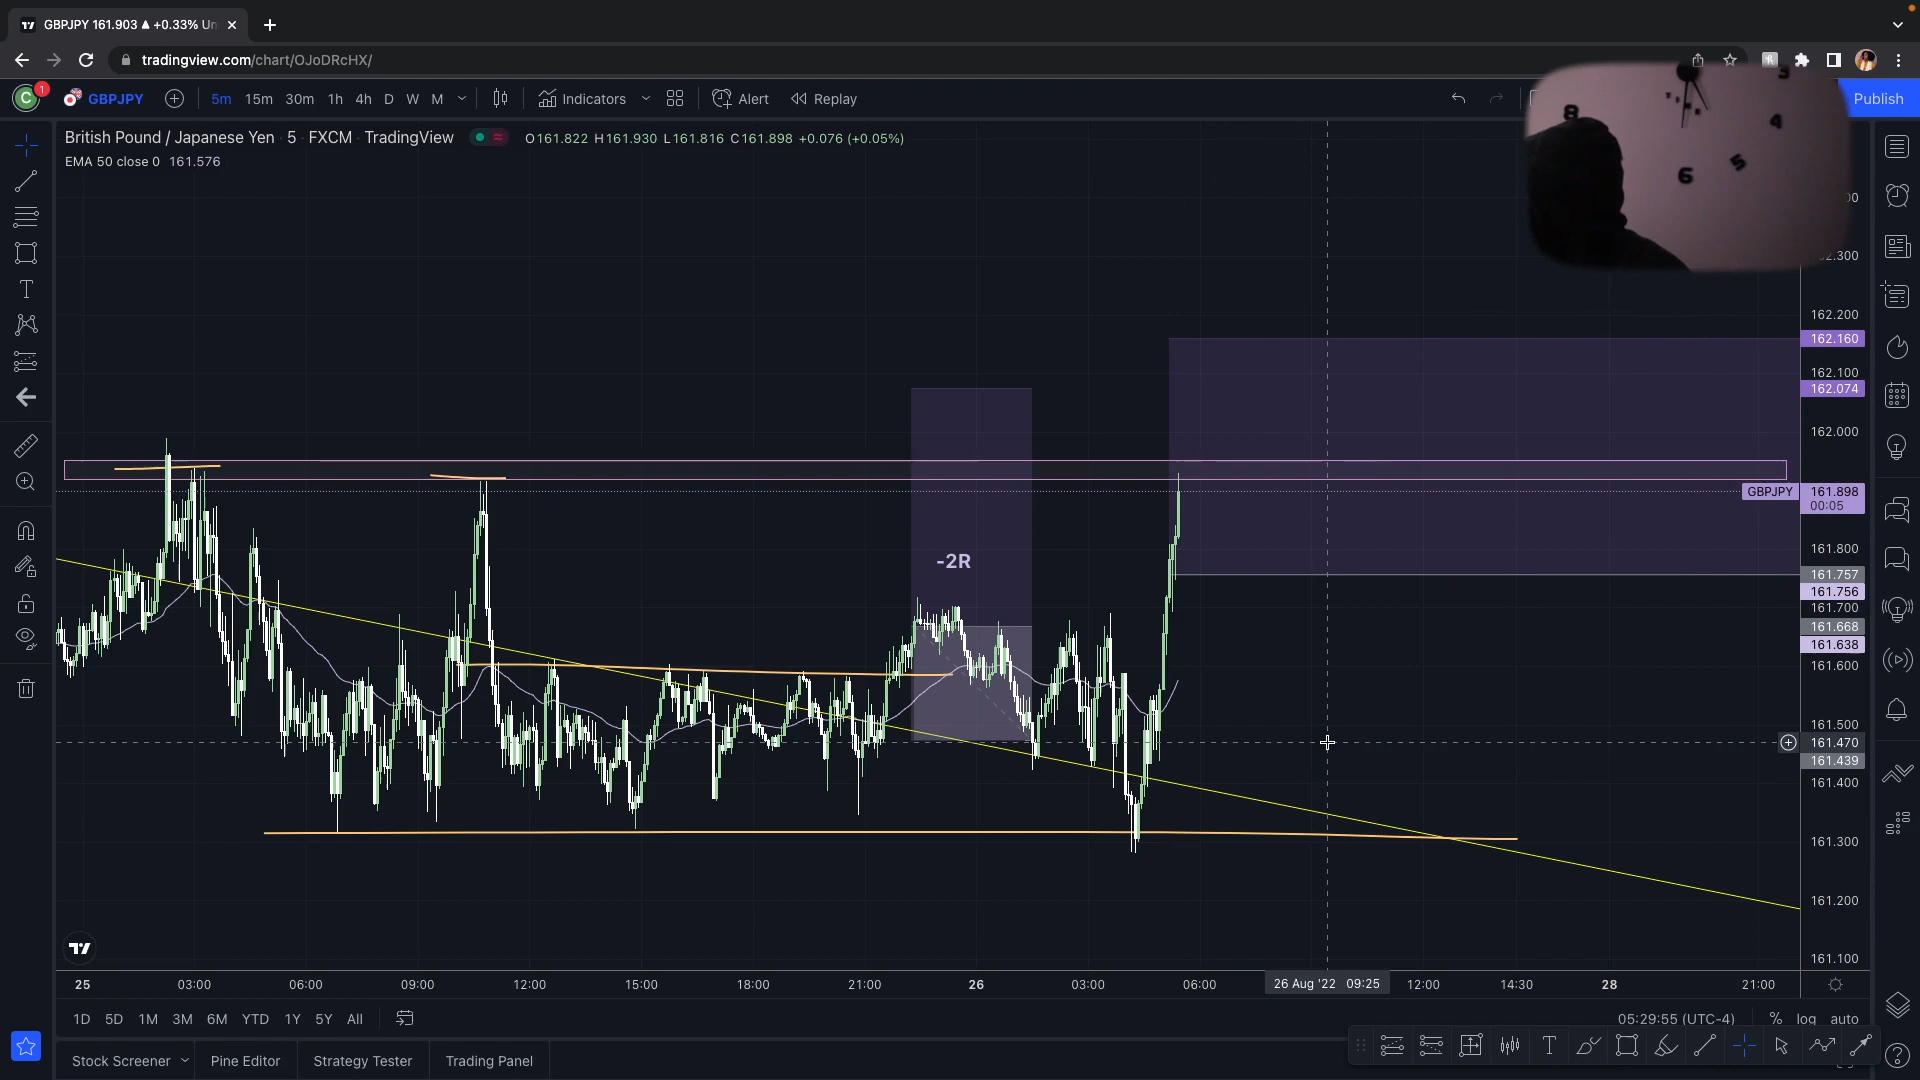 GBPJPY 161.903 ▲ +0.33% Un
tradingview.com/chart/OJoDRcHX/
C 1 GBPJPY 5m 15m 30m 1h 4h D W M Indicators Alert Replay Publish
British Pound / Japanese Yen · 5 · FXCM · TradingView O161.822 H161.930 L161.816 C161.898 +0.076 (+0.05%)
EMA 50 close 0 161.576
8 3 4 5 6
162.200
162.160
162.100
162.074
162.000
GBPJPY 161.898
00:05
-2R
161.800
161.757
161.756
161.700
161.668
161.638
161.600
161.500
161.470
161.439
161.400
161.300
161.200
161.100
25 03:00 06:00 09:00 12:00 15:00 18:00 21:00 26 03:00 06:00 26 Aug '22 09:25 12:00 14:30 28 21:00
1D 5D 1M 3M 6M YTD 1Y 5Y All 05:29:55 (UTC-4) % log auto
Stock Screener Pine Editor Strategy Tester Trading Panel